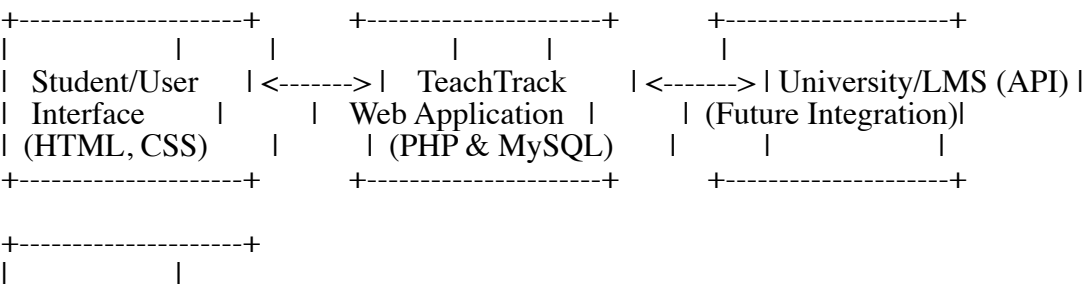 +---------------------+ +----------------------+ +---------------------+
| | | | | |
| Student/User |<------->| TeachTrack |<------->| University/LMS (API) |
| Interface | | Web Application | | (Future Integration)|
| (HTML, CSS) | | (PHP & MySQL) | | |
+---------------------+ +----------------------+ +---------------------+
+---------------------+
| |